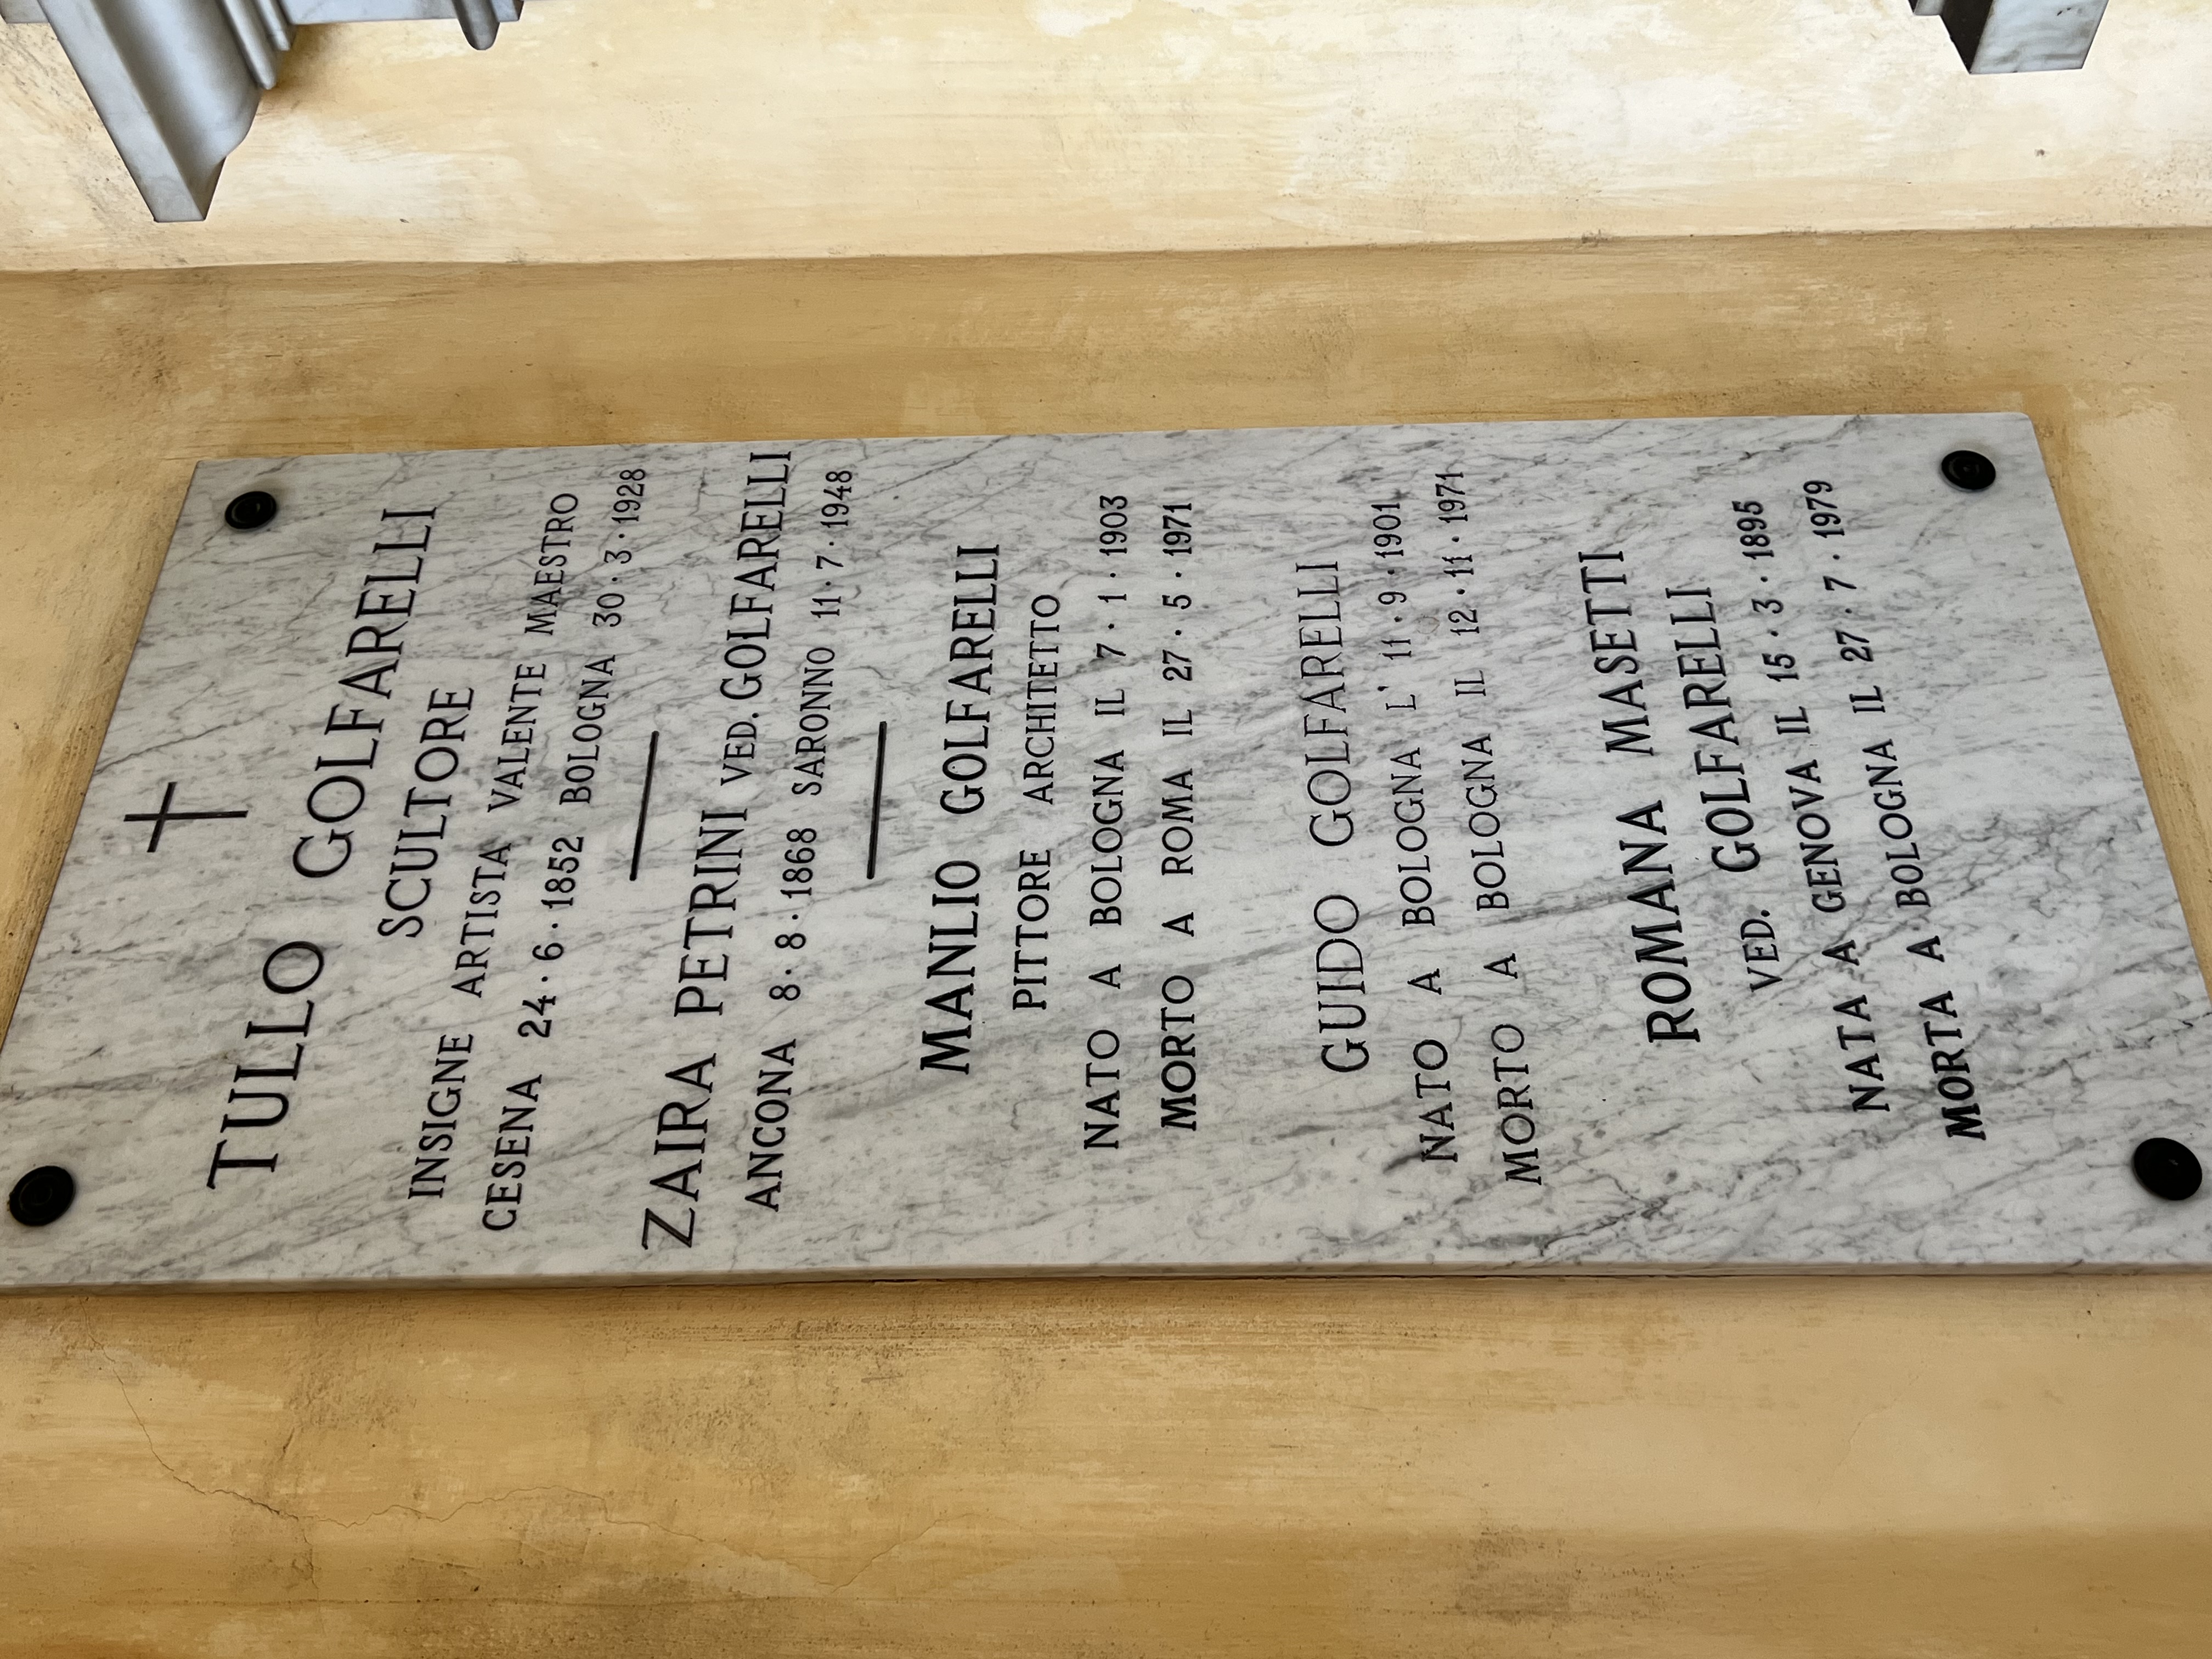 TULLO GOLFARELLI
SCULTORE
INSIGNE ARTISTA VALENTE MAESTRO
CESENA 24·6·1852 BOLOGNA 30·3·1928
ZAIRA PETRINI VED. GOLFARELLI
ANCONA 8·8·1868 SARONNO 11·7·1948
MANLIO GOLFARELLI
PITTORE ARCHITETTO
NATO A BOLOGNA IL 7·1·1903
MORTO A ROMA IL 27·5·1971
GUIDO GOLFARELLI
NATO A BOLOGNA L' 11·9·1901
MORTO A BOLOGNA IL 12·11·1971
ROMANA MASETTI
VED. GOLFARELLI
NATA A GENOVA IL 15·3·1895
MORTA A BOLOGNA IL 27·7·1979